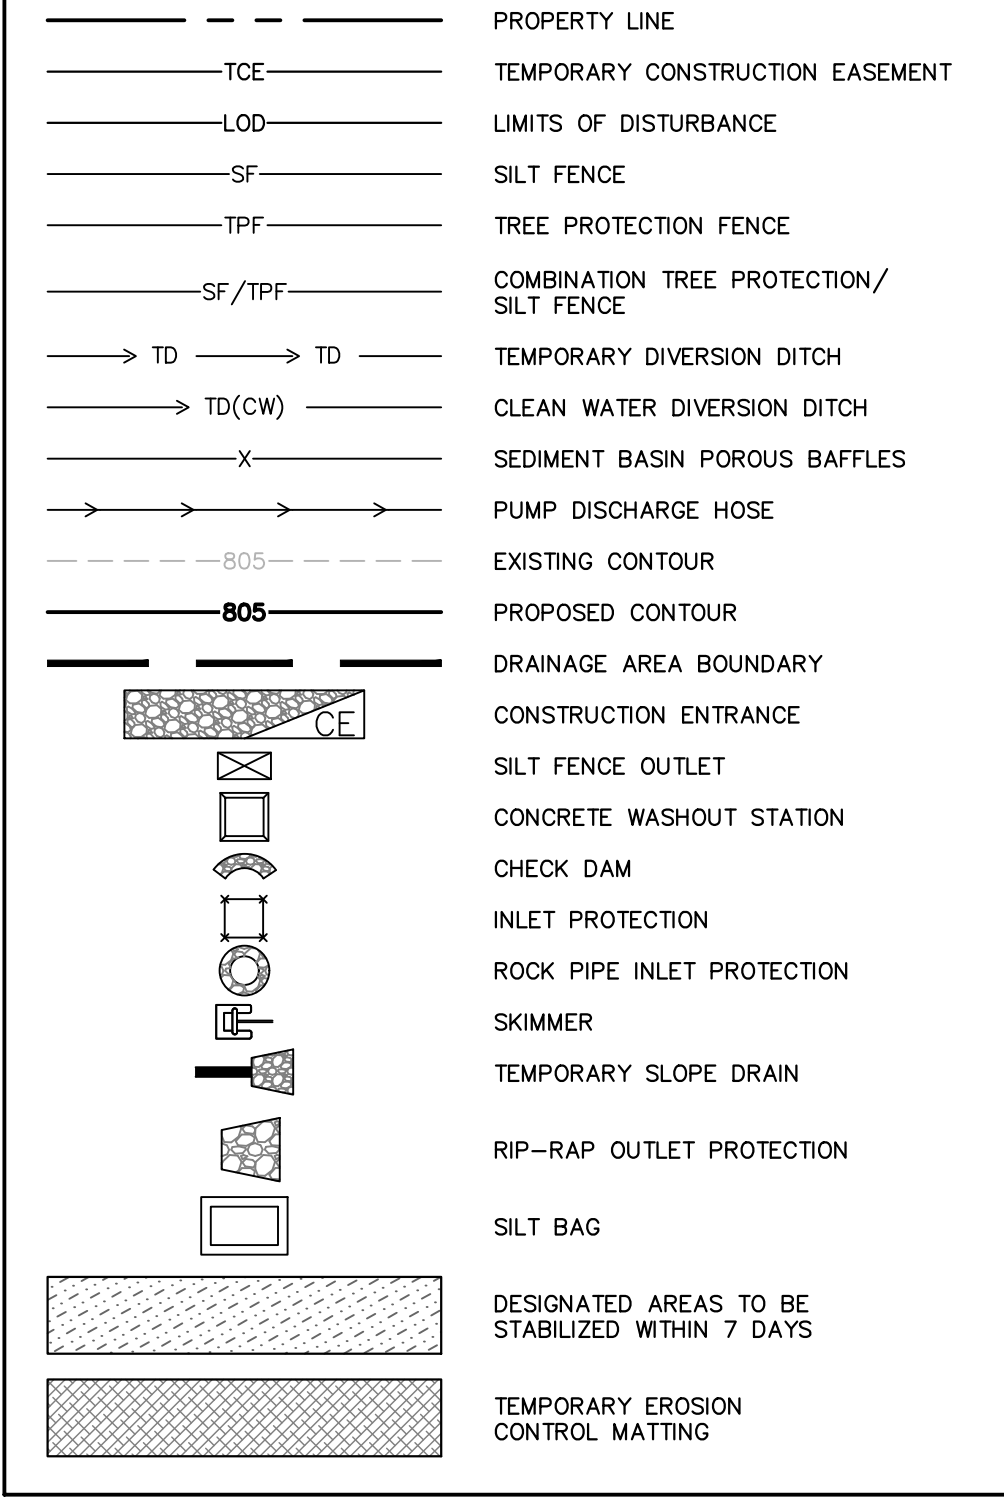 PROPERTY LINE
TCE TEMPORARY CONSTRUCTION EASEMENT
LOD LIMITS OF DISTURBANCE
SF SILT FENCE
TPF TREE PROTECTION FENCE
SF/TPF COMBINATION TREE PROTECTION/
SILT FENCE
TD TD TEMPORARY DIVERSION DITCH
TD(CW) CLEAN WATER DIVERSION DITCH
X SEDIMENT BASIN POROUS BAFFLES
PUMP DISCHARGE HOSE
805 EXISTING CONTOUR
805 PROPOSED CONTOUR
DRAINAGE AREA BOUNDARY
CE CONSTRUCTION ENTRANCE
SILT FENCE OUTLET
CONCRETE WASHOUT STATION
CHECK DAM
INLET PROTECTION
ROCK PIPE INLET PROTECTION
SKIMMER
TEMPORARY SLOPE DRAIN
RIP-RAP OUTLET PROTECTION
SILT BAG
DESIGNATED AREAS TO BE
STABILIZED WITHIN 7 DAYS
TEMPORARY EROSION
CONTROL MATTING